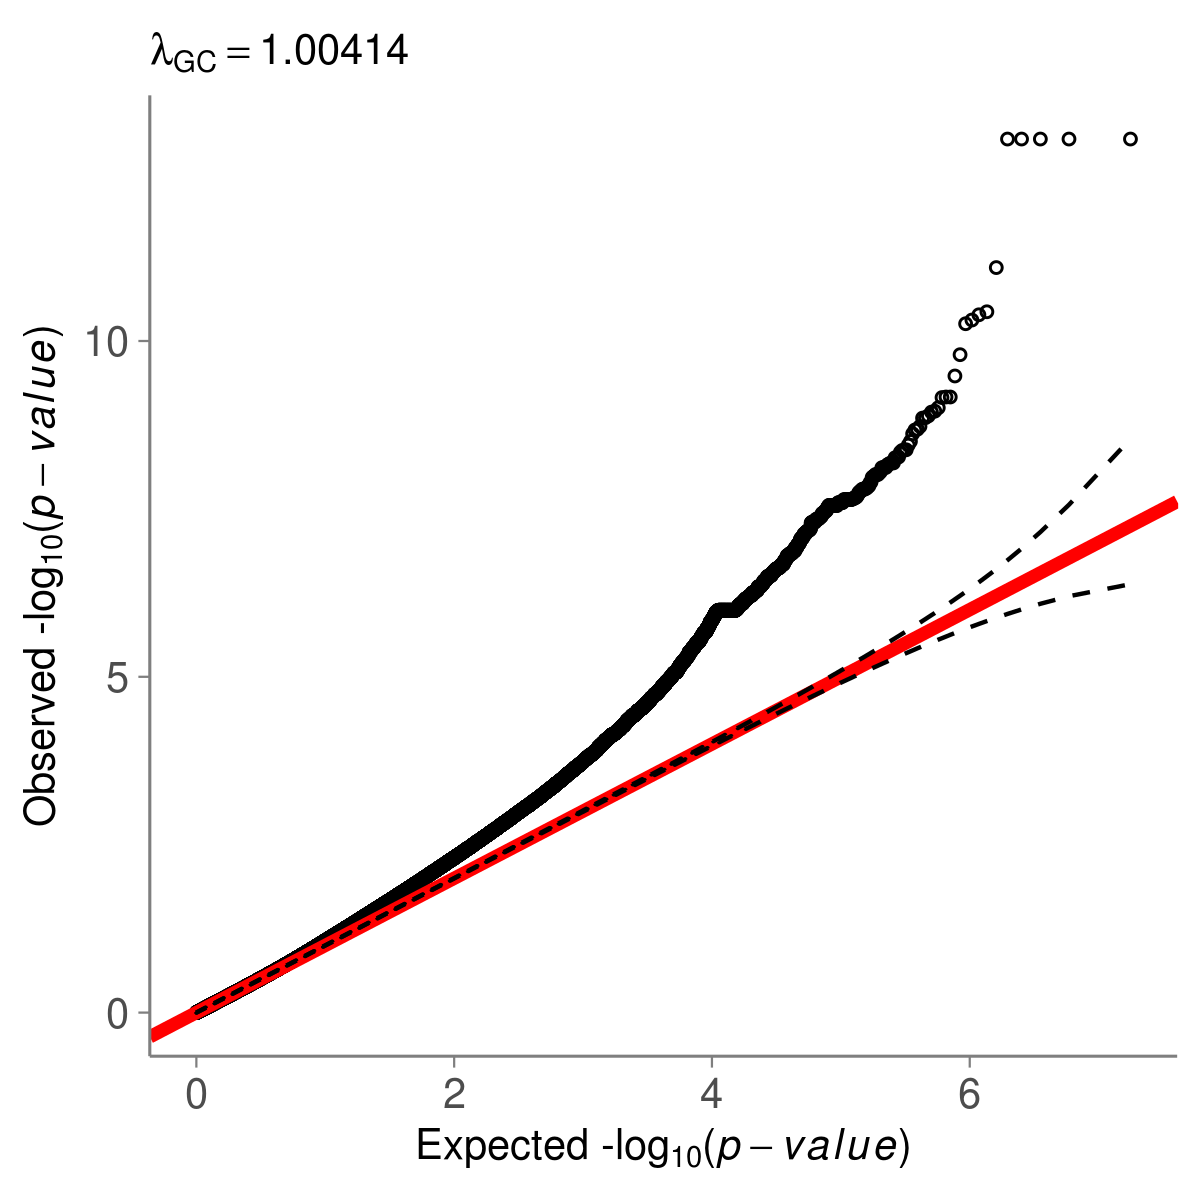 λGC = 1.00414
10
5
0
Observed -log10(p − value)
0 2 4 6
Expected -log10(p − value)